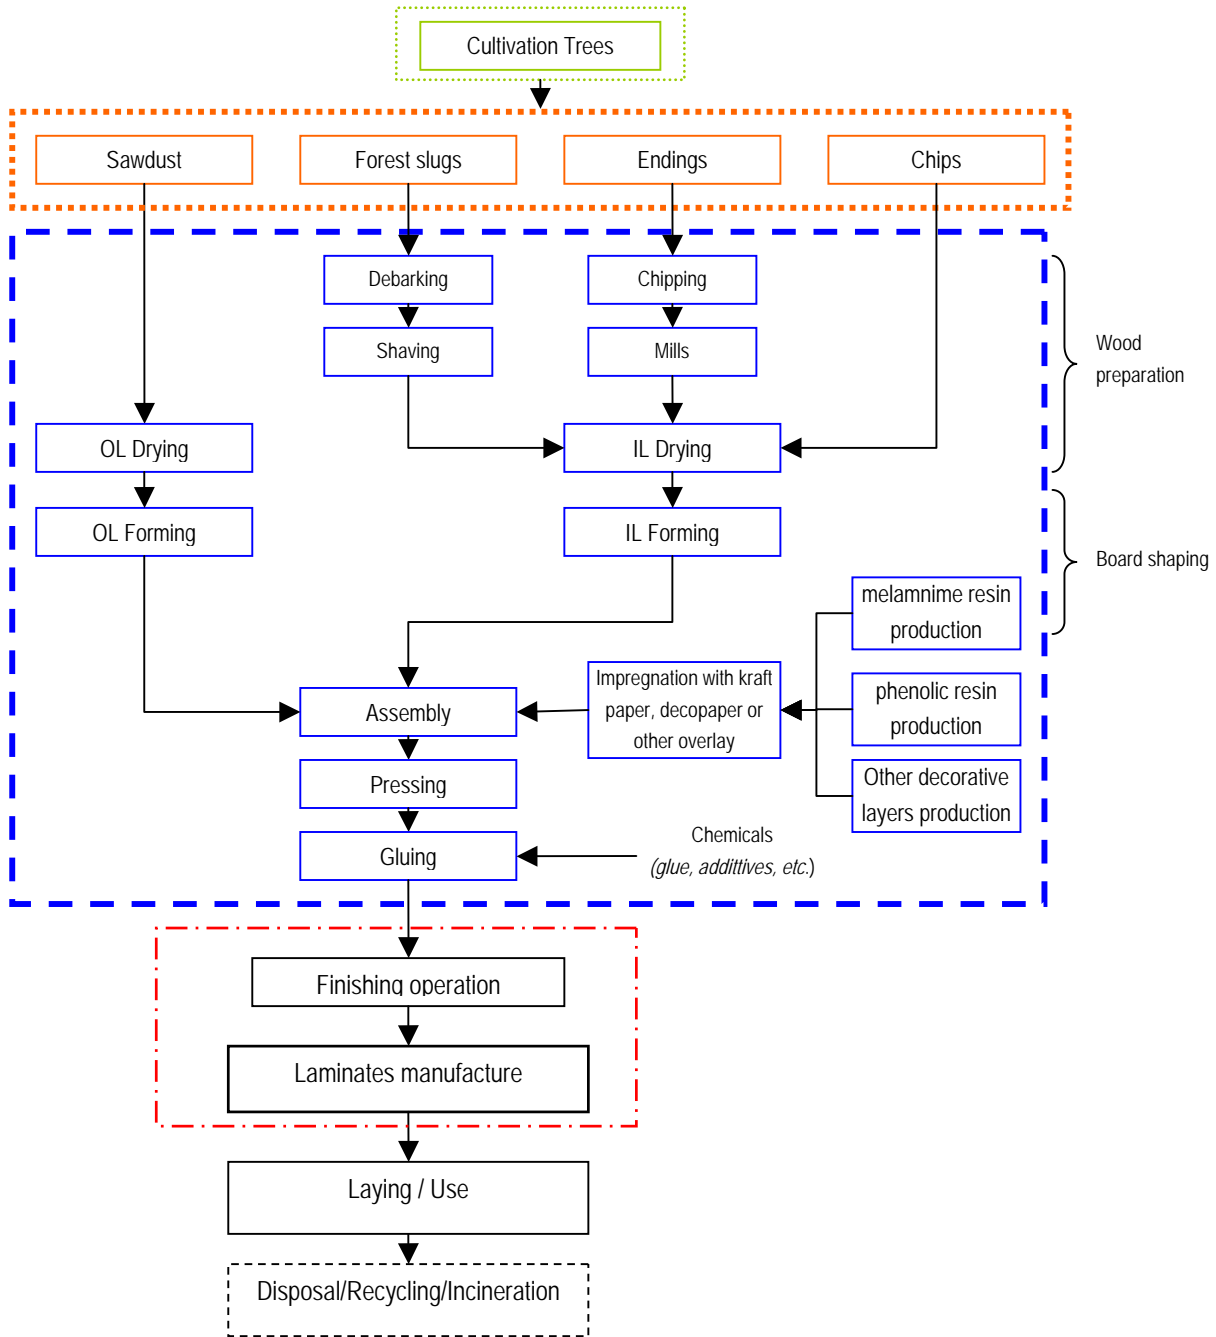 Cultivation Trees
Sawdust
Forest slugs
Endings
Chips
Debarking
Chipping
Shaving
Mills
Wood
preparation
OL Drying
IL Drying
OL Forming
IL Forming
Board shaping
melamnime resin
production
Impregnation with kraft
paper, decopaper or
other overlay
phenolic resin
production
Assembly
Other decorative
layers production
Pressing
Chemicals
(glue, addittives, etc.)
Gluing
Finishing operation
Laminates manufacture
Laying / Use
Disposal/Recycling/Incineration